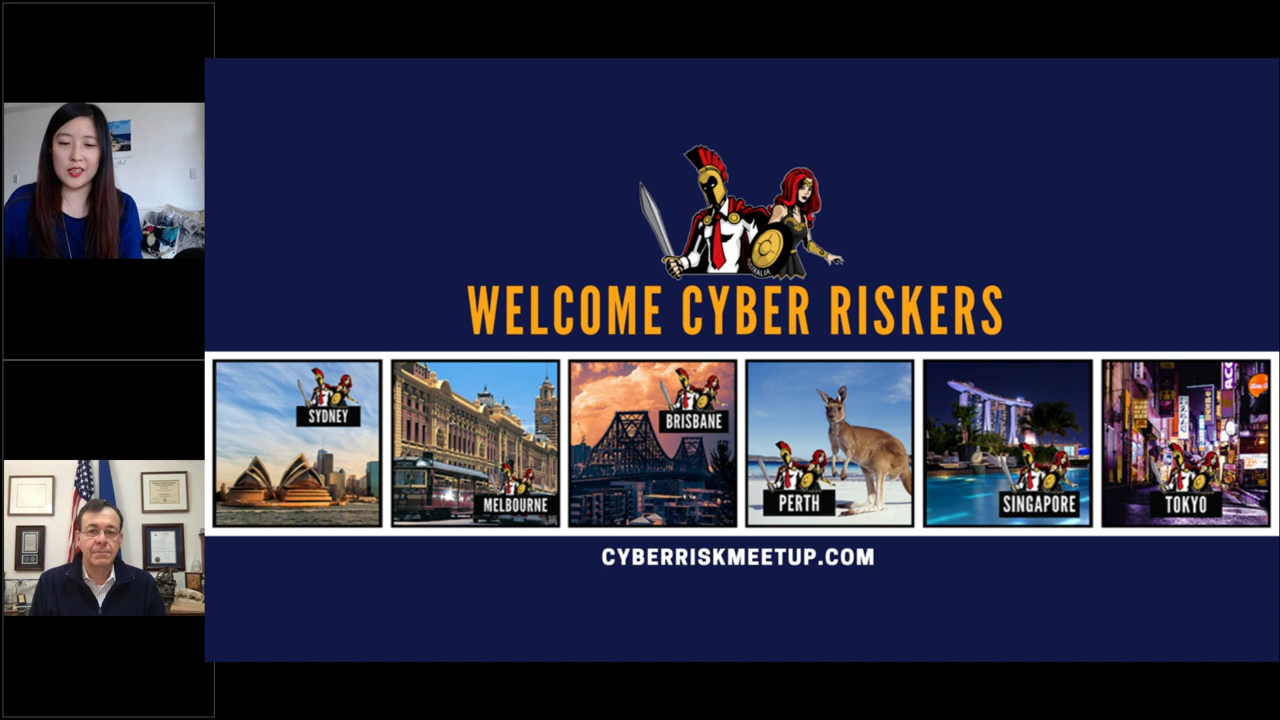 WELCOME CYBER RISKERS
SYDNEY
MELBOURNE
BRISBANE
PERTH
SINGAPORE
TOKYO
CYBERRISKMEETUP.COM